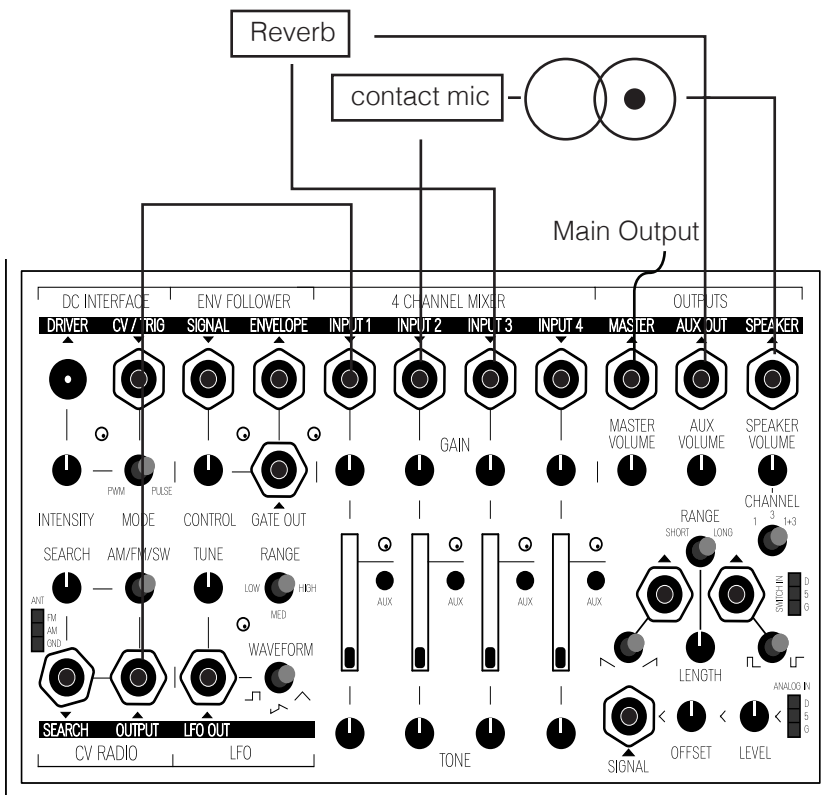 Reverb
contact mic
Main Output
DC INTERFACE ENV FOLLOWER 4 CHANNEL MIXER OUTPUTS
DRIVER CV / TRIG SIGNAL ENVELOPE INPUT 1 INPUT 2 INPUT 3 INPUT 4 MASTER AUX OUT SPEAKER
GAIN MASTER VOLUME AUX VOLUME SPEAKER VOLUME
PWM PULSE
INTENSITY MODE CONTROL GATE OUT
CHANNEL
1 3 1+3
RANGE
SHORT LONG
SEARCH AM/FM/SW TUNE RANGE
LOW HIGH
MED
AUX AUX AUX AUX
SWITCH IN D 5 G
ANT
FM
AM
GND
WAVEFORM
LENGTH
ANALOG IN
D
5
G
SEARCH OUTPUT LFO OUT
CV RADIO LFO
TONE
SIGNAL OFFSET LEVEL